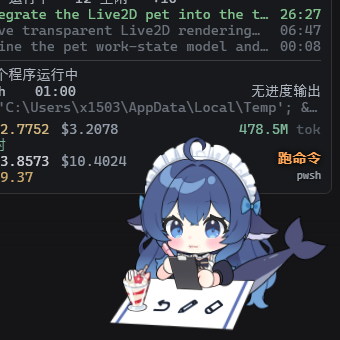 egrate the Live2D pet into the t… 26:27
ve transparent Live2D rendering… 06:47
ine the pet work-state model and… 00:08
个程序运行中
h 01:00 无进度输出
'C:\Users\x1503\AppData\Local\Temp'; &…
2.7752 $3.2078 478.5M tok
时
3.8573 $10.4024 跑命令
9.37 pwsh